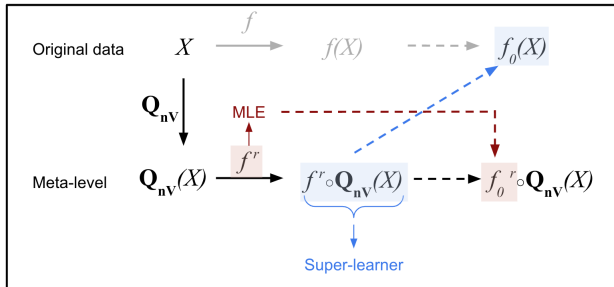 f
Original data X f(X) f₀(X)
Qₙᵥ
MLE
fʳ
Meta-level Qₙᵥ(X) fʳ∘Qₙᵥ(X) f₀ʳ∘Qₙᵥ(X)
Super-learner